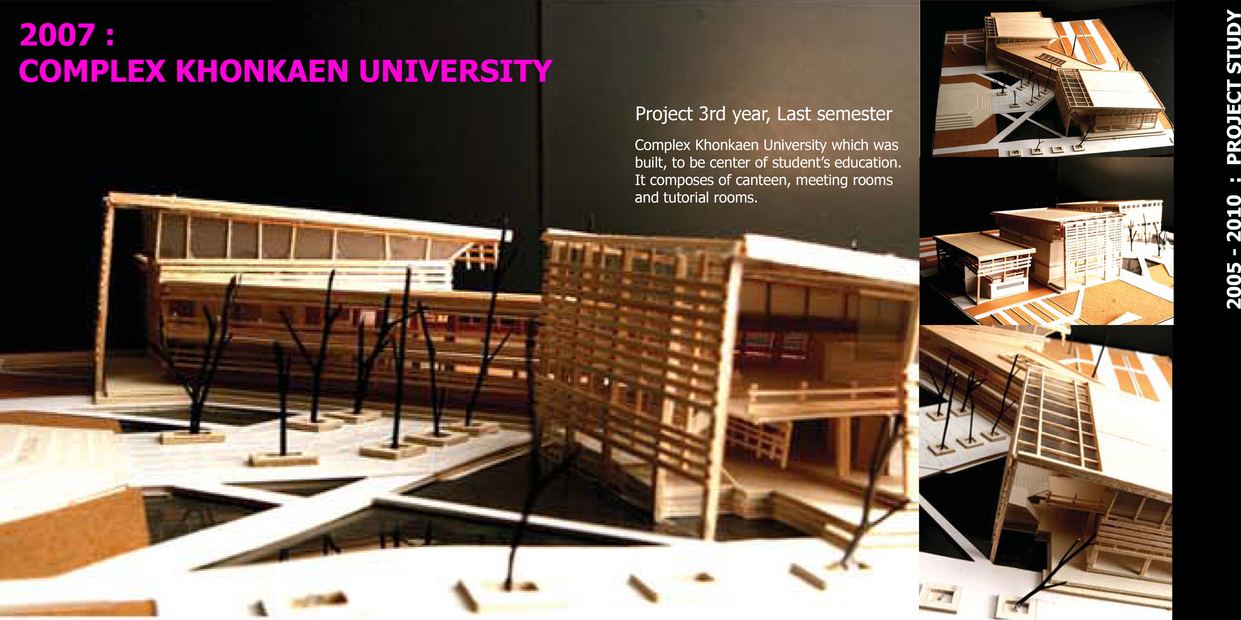 2007 :
COMPLEX KHONKAEN UNIVERSITY
Project 3rd year, Last semester
Complex Khonkaen University which was
built, to be center of student's education.
It composes of canteen, meeting rooms
and tutorial rooms.
2005 - 2010 : PROJECT STUDY